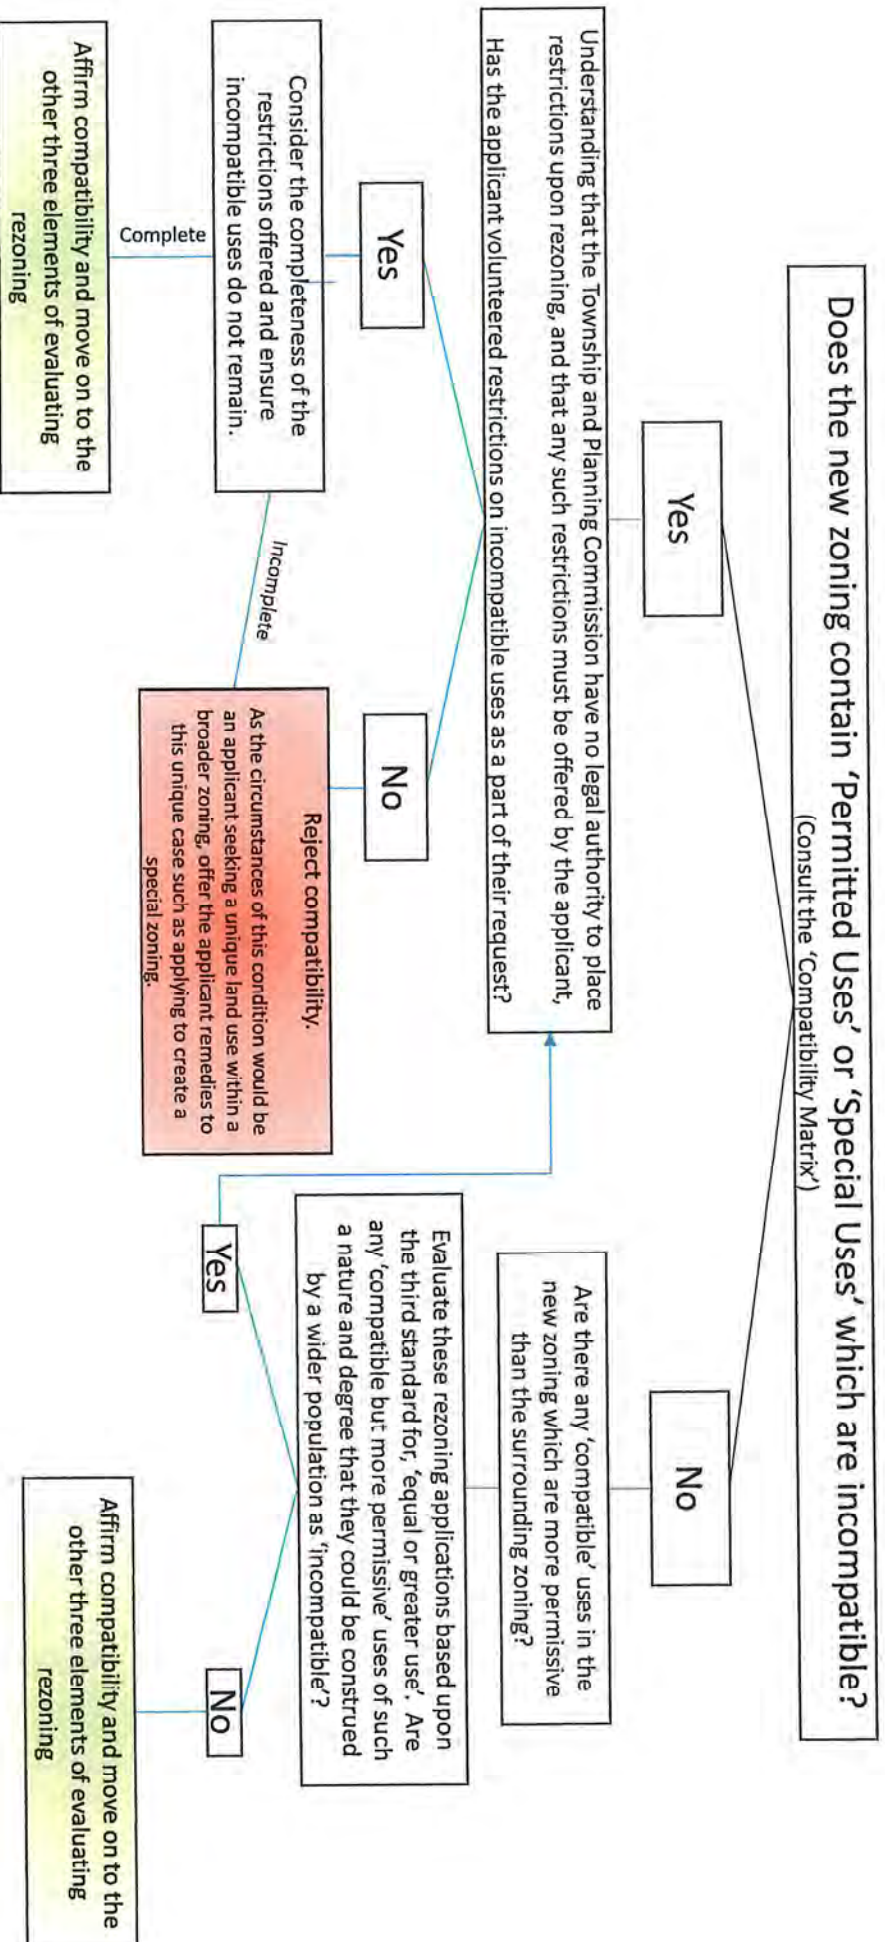 Does the new zoning contain ‘Permitted Uses’ or ‘Special Uses’ which are incompatible?
(Consult the ‘Compatibility Matrix’)
Yes
No
Understanding that the Township and Planning Commission have no legal authority to place
restrictions upon rezoning, and that any such restrictions must be offered by the applicant,
Has the applicant volunteered restrictions on incompatible uses as a part of their request?
Are there any ‘compatible’ uses in the
new zoning which are more permissive
than the surrounding zoning?
Yes
No
Evaluate these rezoning applications based upon
the third standard for, ‘equal or greater use’. Are
any ‘compatible but more permissive’ uses of such
a nature and degree that they could be construed
by a wider population as ‘incompatible’?
Consider the completeness of the
restrictions offered and ensure
incompatible uses do not remain.
Incomplete
Reject compatibility.
As the circumstances of this condition would be
an applicant seeking a unique land use within a
broader zoning, offer the applicant remedies to
this unique case such as applying to create a
special zoning.
Yes
No
Complete
Affirm compatibility and move on to the
other three elements of evaluating
rezoning
Affirm compatibility and move on to the
other three elements of evaluating
rezoning